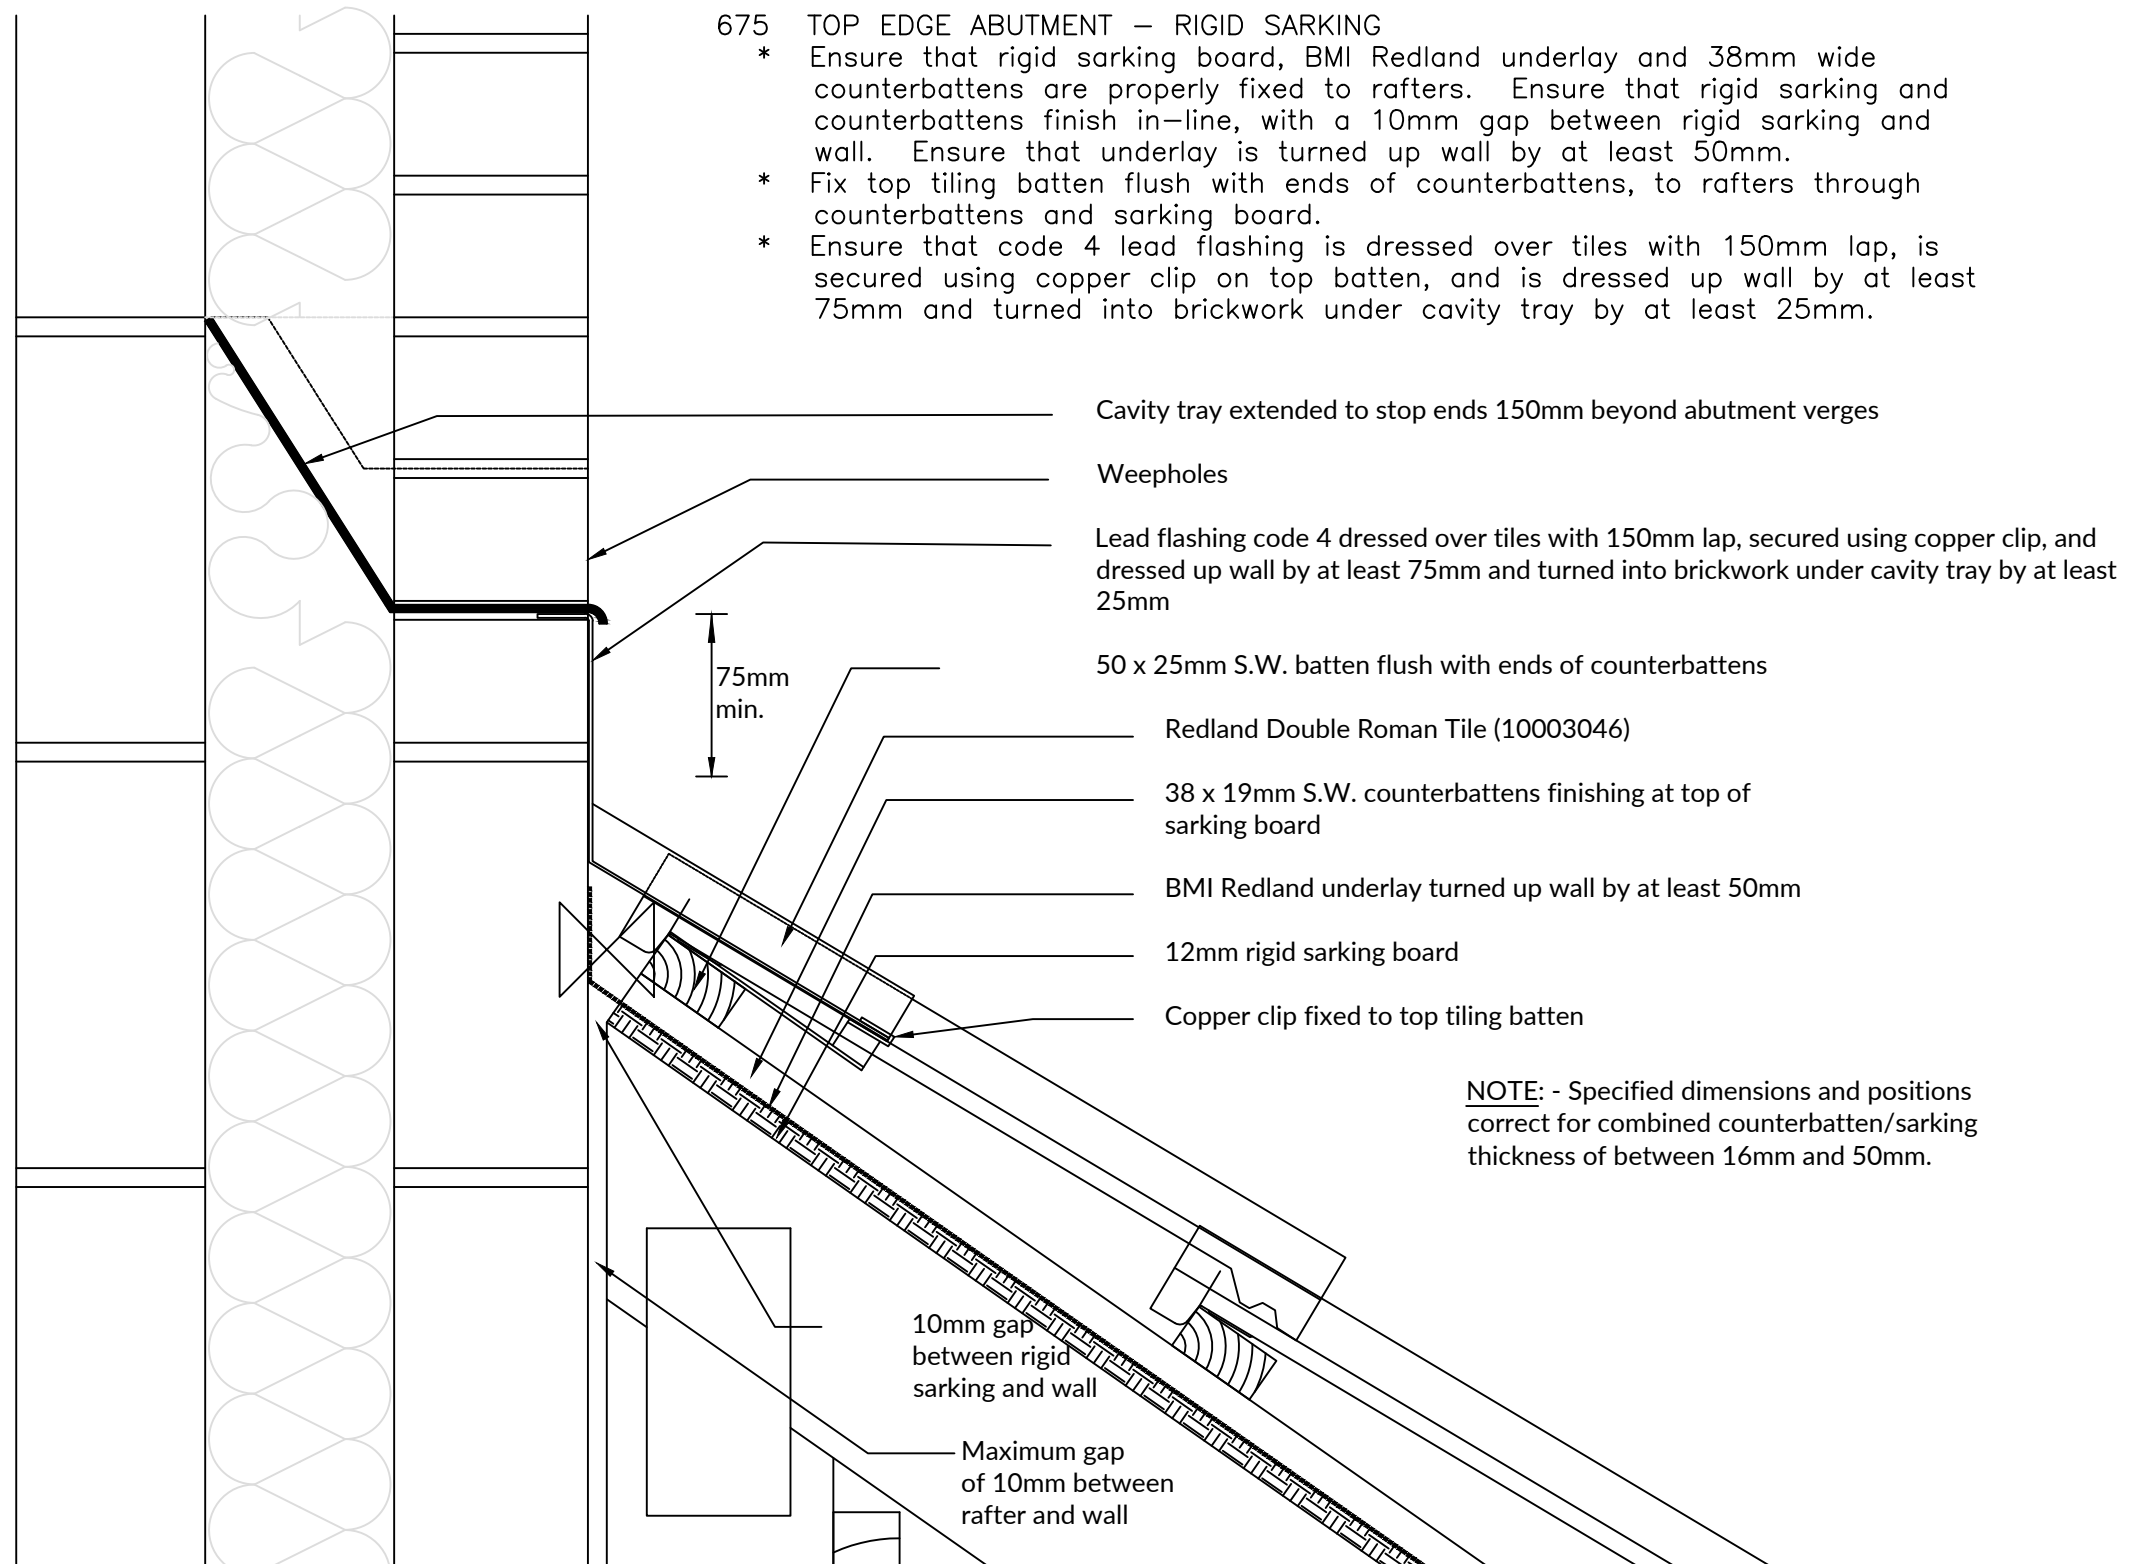 675 TOP EDGE ABUTMENT – RIGID SARKING
* Ensure that rigid sarking board, BMI Redland underlay and 38mm wide
counterbattens are properly fixed to rafters. Ensure that rigid sarking and
counterbattens finish in–line, with a 10mm gap between rigid sarking and
wall. Ensure that underlay is turned up wall by at least 50mm.
* Fix top tiling batten flush with ends of counterbattens, to rafters through
counterbattens and sarking board.
* Ensure that code 4 lead flashing is dressed over tiles with 150mm lap, is
secured using copper clip on top batten, and is dressed up wall by at least
75mm and turned into brickwork under cavity tray by at least 25mm.
Cavity tray extended to stop ends 150mm beyond abutment verges
Weepholes
Lead flashing code 4 dressed over tiles with 150mm lap, secured using copper clip, and
dressed up wall by at least 75mm and turned into brickwork under cavity tray by at least
25mm
75mm
min.
50 x 25mm S.W. batten flush with ends of counterbattens
Redland Double Roman Tile (10003046)
38 x 19mm S.W. counterbattens finishing at top of
sarking board
BMI Redland underlay turned up wall by at least 50mm
12mm rigid sarking board
Copper clip fixed to top tiling batten
NOTE: - Specified dimensions and positions
correct for combined counterbatten/sarking
thickness of between 16mm and 50mm.
10mm gap
between rigid
sarking and wall
Maximum gap
of 10mm between
rafter and wall